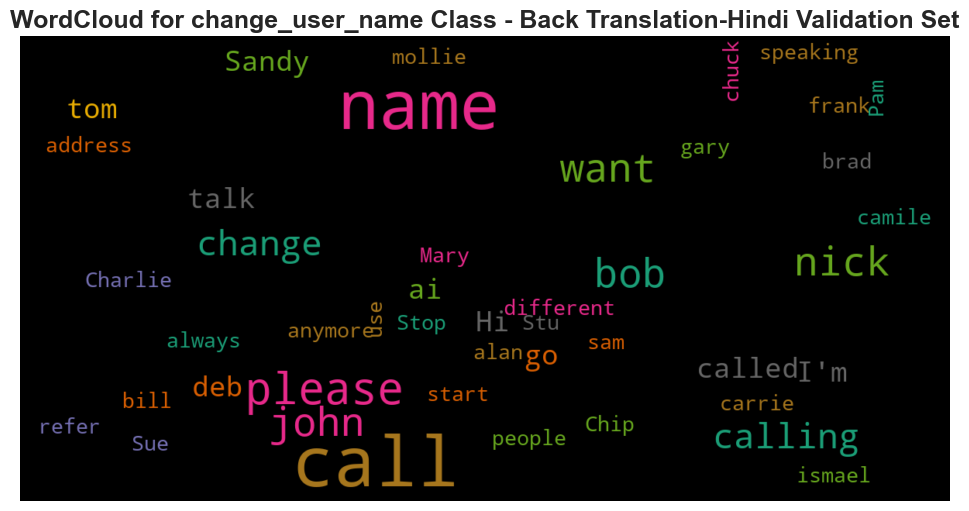 WordCloud for change_user_name Class - Back Translation-Hindi Validation Set
Sandy
mollie
chuck
speaking
tom
name
frank
Pam
address
want
gary
brad
talk
camile
change
Mary
bob
nick
Charlie
ai
different
use
always
anymore
Stop
Hi
Stu
alan
go
sam
called
I'm
bill
deb
please
start
carrie
refer
Sue
john
people
Chip
calling
call
ismael